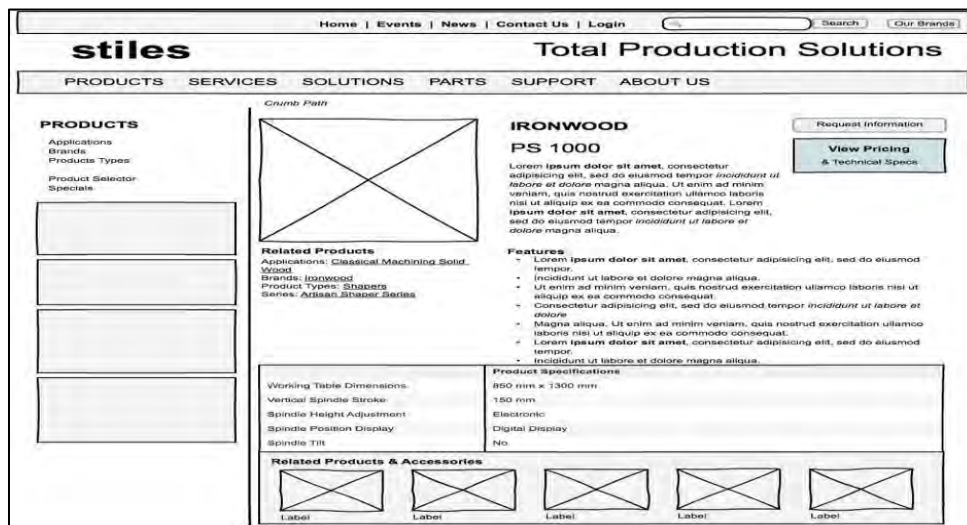 Home | Events | News | Contact Us | Login
Search
Our Brands
stiles
Total Production Solutions
PRODUCTS SERVICES SOLUTIONS PARTS SUPPORT ABOUT US
Crumb Path
PRODUCTS
Applications
Brands
Products Types
Product Selector
Specials
IRONWOOD
PS 1000
Lorem ipsum dolor sit amet, consectetur
adipisicing elit, sed do eiusmod tempor incididunt ut
labore et dolore magna aliqua. Ut enim ad minim
veniam, quis nostrud exercitation ullamco laboris
nisi ut aliquip ex ea commodo consequat. Lorem
ipsum dolor sit amet, consectetur adipisicing elit,
sed do eiusmod tempor incididunt ut labore et
dolore magna aliqua.
Request Information
View Pricing
& Technical Specs
Related Products
Applications: Classical Machining Solid
Wood
Brands: Ironwood
Product Types: Shapers
Series: Artisan Shaper Series
Features
- Lorem ipsum dolor sit amet, consectetur adipisicing elit, sed do eiusmod
tempor.
- Incididunt ut labore et dolore magna aliqua.
- Ut enim ad minim veniam, quis nostrud exercitation ullamco laboris nisi ut
aliquip ex ea commodo consequat.
- Consectetur adipisicing elit, sed do eiusmod tempor incididunt ut labore et
dolore
- Magna aliqua. Ut enim ad minim veniam, quis nostrud exercitation ullamco
laboris nisi ut aliquip ex ea commodo consequat.
- Lorem ipsum dolor sit amet, consectetur adipisicing elit, sed do eiusmod
tempor.
- Incididunt ut labore et dolore magna aliqua.
Product Specifications
Working Table Dimensions 850 mm x 1300 mm
Vertical Spindle Stroke 150 mm
Spindle Height Adjustment Electronic
Spindle Position Display Digital Display
Spindle Tilt No
Related Products & Accessories
Label Label Label Label Label